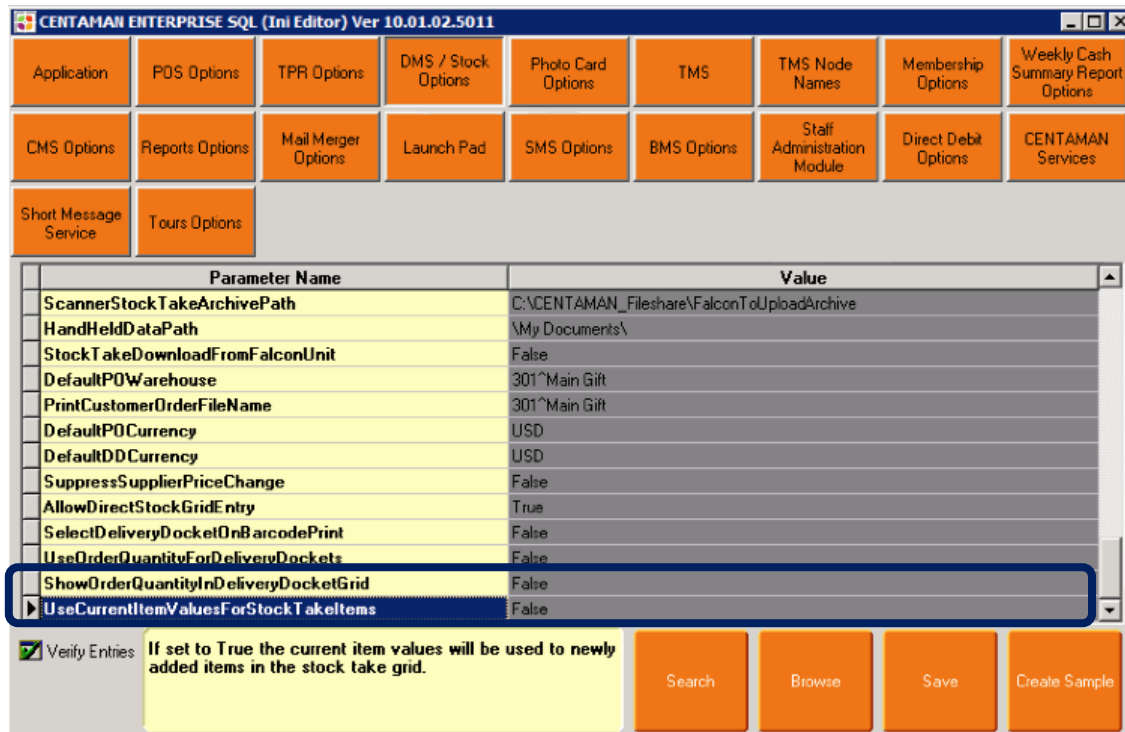 CENTAMAN ENTERPRISE SQL (Ini Editor) Ver 10.01.02.5011
Application
POS Options
TPR Options
DMS / Stock
Options
Photo Card
Options
TMS
TMS Node
Names
Membership
Options
Weekly Cash
Summary Report
Options
CMS Options
Reports Options
Mail Merger
Options
Launch Pad
SMS Options
BMS Options
Staff
Administration
Module
Direct Debit
Options
CENTAMAN
Services
Short Message
Service
Tours Options
Parameter Name Value
ScannerStockTakeArchivePath C:\CENTAMAN_Fileshare\FalconToUploadArchive
HandHeldDataPath \My Documents\
StockTakeDownloadFromFalconUnit False
DefaultPOWarehouse 301^Main Gift
PrintCustomerOrderFileName 301^Main Gift
DefaultPOCurrency USD
DefaultDDCurrency USD
SuppressSupplierPriceChange False
AllowDirectStockGridEntry True
SelectDeliveryDocketOnBarcodePrint False
UseOrderQuantityForDeliveryDockets False
ShowOrderQuantityInDeliveryDocketGrid False
UseCurrentItemValuesForStockTakeItems False
Verify Entries
If set to True the current item values will be used to newly
added items in the stock take grid.
Search
Browse
Save
Create Sample